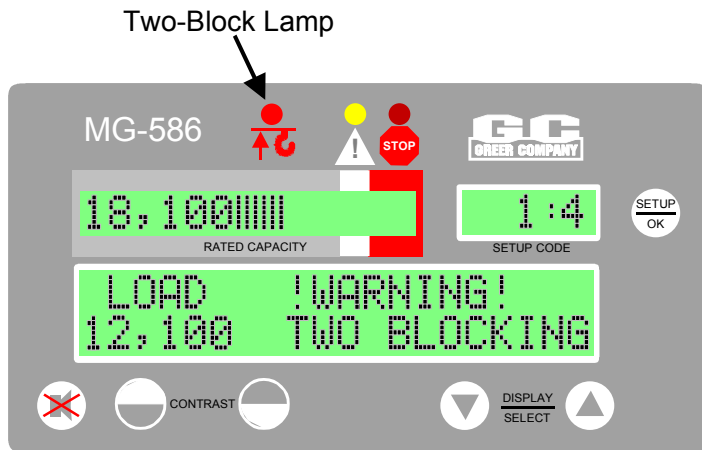 Two-Block Lamp
MG-586
!
STOP
GC
GREER COMPANY
18,100
RATED CAPACITY
1:4
SETUP CODE
SETUP
OK
LOAD !WARNING!
12,100 TWO BLOCKING
CONTRAST
DISPLAY
SELECT